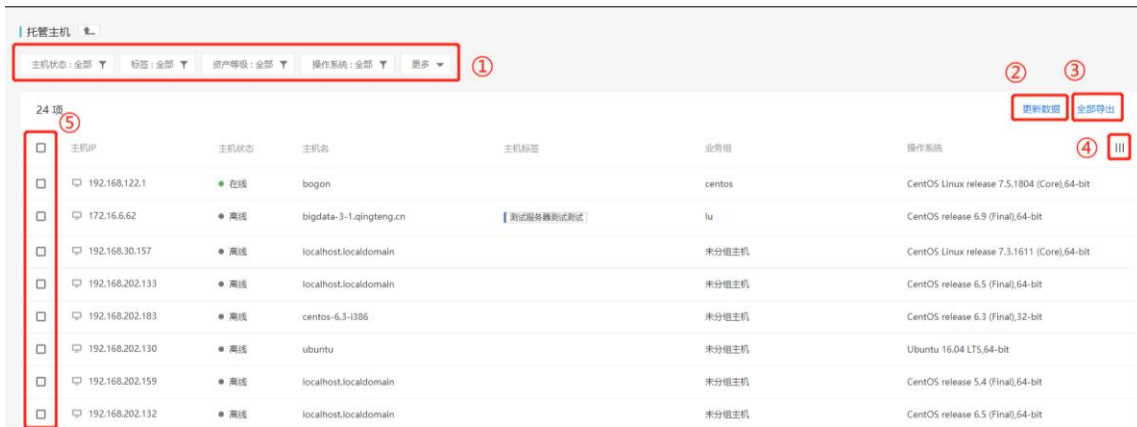 托管主机
主机状态：全部 标签：全部 资产等级：全部 操作系统：全部 更多 ①
② ③
24 项 更新数据 全部导出
⑤
主机IP 主机状态 主机名 主机标签 业务组 操作系统 ④
192.168.122.1 在线 bogon centos CentOS Linux release 7.5.1804 (Core),64-bit
172.16.6.62 离线 bigdata-3-1.qingteng.cn 测试服务器测试测试 lu CentOS release 6.9 (Final),64-bit
192.168.30.157 离线 localhost.localdomain 未分组主机 CentOS Linux release 7.3.1611 (Core),64-bit
192.168.202.133 离线 localhost.localdomain 未分组主机 CentOS release 6.5 (Final),64-bit
192.168.202.183 离线 centos-6.3-i386 未分组主机 CentOS release 6.3 (Final),32-bit
192.168.202.130 离线 ubuntu 未分组主机 Ubuntu 16.04 LTS,64-bit
192.168.202.159 离线 localhost.localdomain 未分组主机 CentOS release 5.4 (Final),64-bit
192.168.202.132 离线 localhost.localdomain 未分组主机 CentOS release 6.5 (Final),64-bit